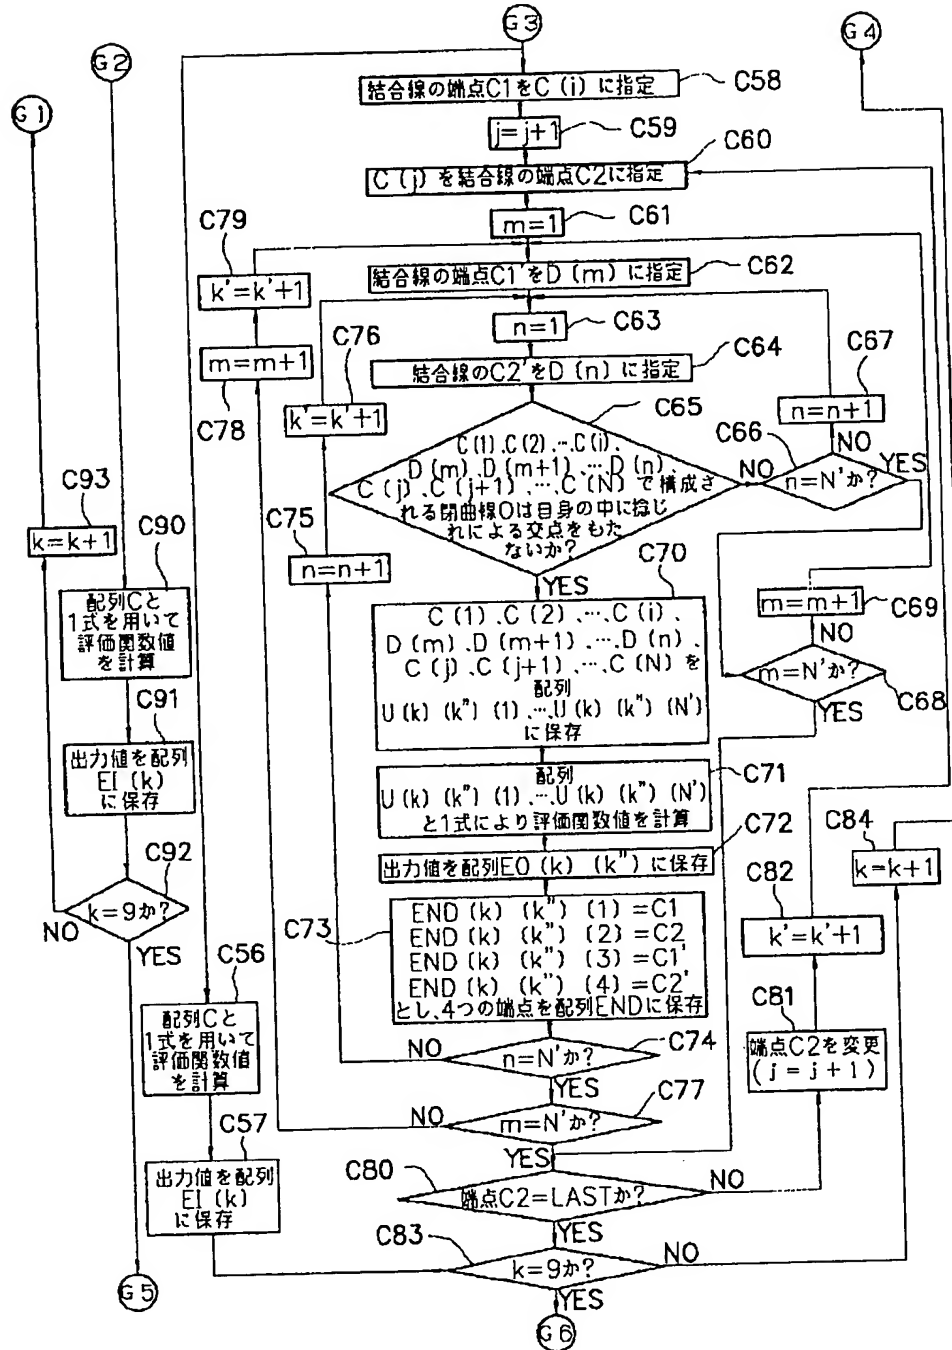 G3
G4
G2
G1
結合線の端点C1をC(i)に指定
C58
j=j+1
C59
C60
C(j)を結合線の端点C2に指定
m=1
C61
C79
k'=k'+1
結合線の端点C1'をD(m)に指定
C62
C76
n=1
C63
C67
m=m+1
C78
結合線のC2'をD(n)に指定
C64
k'=k'+1
n=n+1
C65
C66
NO
YES
C(1)、C(2)、…C(i)、
D(m)、D(m+1)、…D(n)、
C(j)、C(j+1)、…C(N)で構成さ
れる閉曲線Oは自身の中に捻じ
れによる交点をもた
ないか?
NO
n=N'か?
C93
k=k+1
C90
C75
n=n+1
YES
C70
配列Cと
1式を用いて
評価関数値
を計算
C(1)、C(2)、…C(i)、
D(m)、D(m+1)、…D(n)、
C(j)、C(j+1)、…C(N)を
配列
U(k)(k'')(1)、…、U(k)(k'')(N')
に保存
m=m+1
C69
NO
m=N'か?
C68
YES
C91
出力値を配列
EI(k)
に保存
配列
U(k)(k'')(1)、…、U(k)(k'')(N')
と1式により評価関数値を計算
C71
C72
出力値を配列EO(k)(k'')に保存
C84
k=k+1
C82
k'=k'+1
C92
k=9か?
NO
YES
C73
END(k)(k'')(1)=C1
END(k)(k'')(2)=C2
END(k)(k'')(3)=C1'
END(k)(k'')(4)=C2'
とし、4つの端点を配列ENDに保存
C81
端点C2を変更
(j=j+1)
C56
配列Cと
1式を用いて
評価関数値
を計算
NO
n=N'か?
C74
YES
C77
NO
m=N'か?
YES
C57
出力値を配列
EI(k)
に保存
C80
端点C2=LASTか?
NO
YES
C83
k=9か?
NO
YES
G5
G6